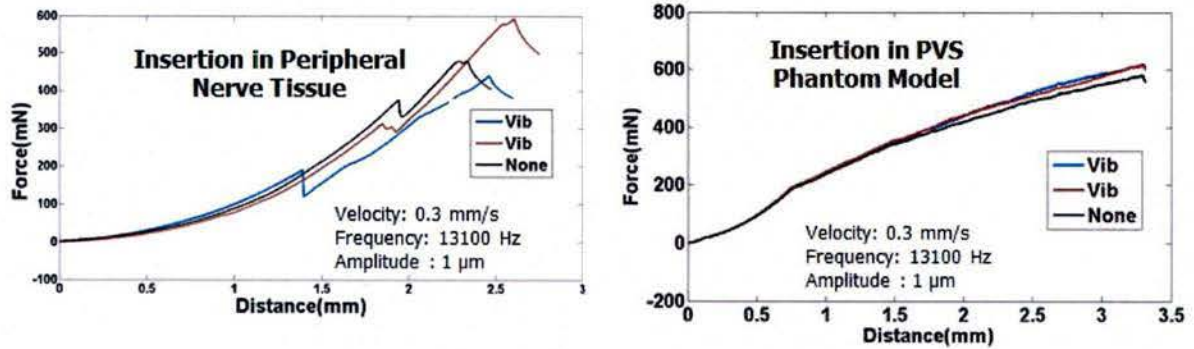 600
500
400
300
200
100
0
-100
Force(mN)
Insertion in Peripheral
Nerve Tissue
Vib
Vib
None
Velocity: 0.3 mm/s
Frequency: 13100 Hz
Amplitude : 1 µm
0 0.5 1 1.5 2 2.5 3
Distance(mm)
800
600
400
200
0
-200
Force(mN)
Insertion in PVS
Phantom Model
Vib
Vib
None
Velocity: 0.3 mm/s
Frequency: 13100 Hz
Amplitude : 1 µm
0 0.5 1 1.5 2 2.5 3 3.5
Distance(mm)